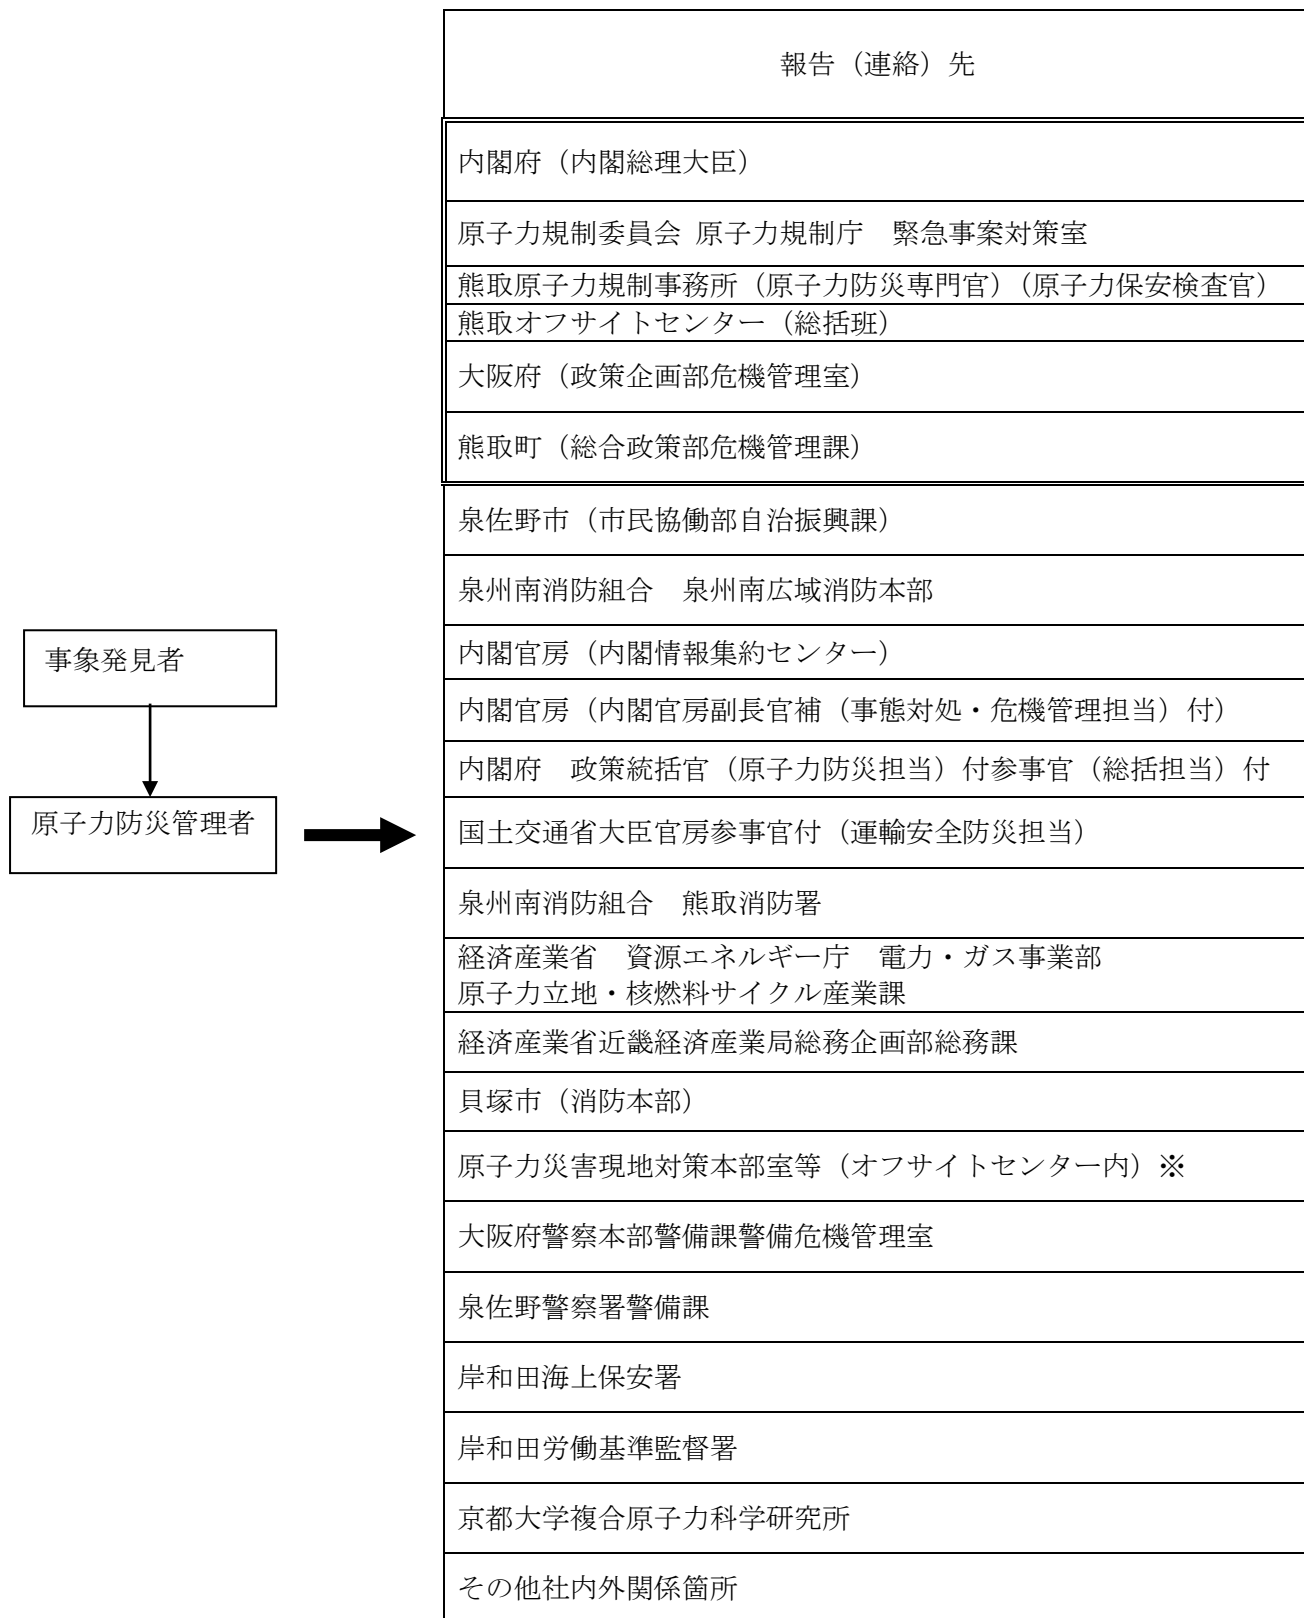 報告（連絡）先
内閣府（内閣総理大臣）
原子力規制委員会 原子力規制庁　緊急事案対策室
熊取原子力規制事務所（原子力防災専門官）（原子力保安検査官）
熊取オフサイトセンター（総括班）
大阪府（政策企画部危機管理室）
熊取町（総合政策部危機管理課）
泉佐野市（市民協働部自治振興課）
泉州南消防組合　泉州南広域消防本部
事象発見者
内閣官房（内閣情報集約センター）
内閣官房（内閣官房副長官補（事態対処・危機管理担当）付）
内閣府　政策統括官（原子力防災担当）付参事官（総括担当）付
原子力防災管理者
国土交通省大臣官房参事官付（運輸安全防災担当）
泉州南消防組合　熊取消防署
経済産業省　資源エネルギー庁　電力・ガス事業部
原子力立地・核燃料サイクル産業課
経済産業省近畿経済産業局総務企画部総務課
貝塚市（消防本部）
原子力災害現地対策本部室等（オフサイトセンター内）※
大阪府警察本部警備課警備危機管理室
泉佐野警察署警備課
岸和田海上保安署
岸和田労働基準監督署
京都大学複合原子力科学研究所
その他社内外関係箇所